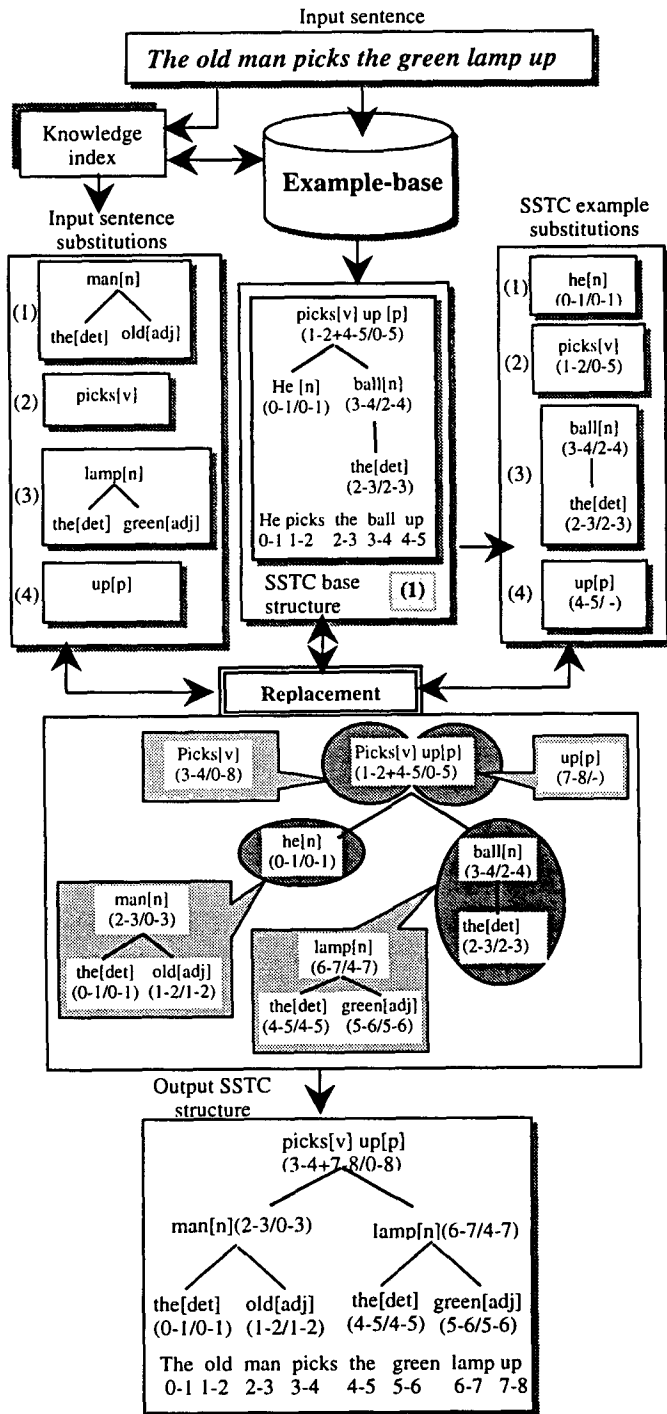 Input sentence
The old man picks the green lamp up
Knowledge
index
Example-base
Input sentence
substitutions
(1)
man[n]
the[det] old[adj]
(2)
picks[v]
(3)
lamp[n]
the[det] green[adj]
(4)
up[p]
picks[v] up [p]
(1-2+4-5/0-5)
He [n]
(0-1/0-1)
ball[n]
(3-4/2-4)
the[det]
(2-3/2-3)
He picks the ball up
0-1 1-2 2-3 3-4 4-5
SSTC base
structure
(1)
SSTC example
substitutions
(1)
he[n]
(0-1/0-1)
(2)
picks[v]
(1-2/0-5)
(3)
ball[n]
(3-4/2-4)
the[det]
(2-3/2-3)
(4)
up[p]
(4-5/ -)
Replacement
Picks[v]
(3-4/0-8)
Picks[v] up[p]
(1-2+4-5/0-5)
up[p]
(7-8/-)
he[n]
(0-1/0-1)
ball[n]
(3-4/2-4)
the[det]
(2-3/2-3)
man[n]
(2-3/0-3)
the[det] old[adj]
(0-1/0-1) (1-2/1-2)
lamp[n]
(6-7/4-7)
the[det] green[adj]
(4-5/4-5) (5-6/5-6)
Output SSTC
structure
picks[v] up[p]
(3-4+7-8/0-8)
man[n](2-3/0-3)
lamp[n](6-7/4-7)
the[det] old[adj] the[det] green[adj]
(0-1/0-1) (1-2/1-2) (4-5/4-5) (5-6/5-6)
The old man picks the green lamp up
0-1 1-2 2-3 3-4 4-5 5-6 6-7 7-8